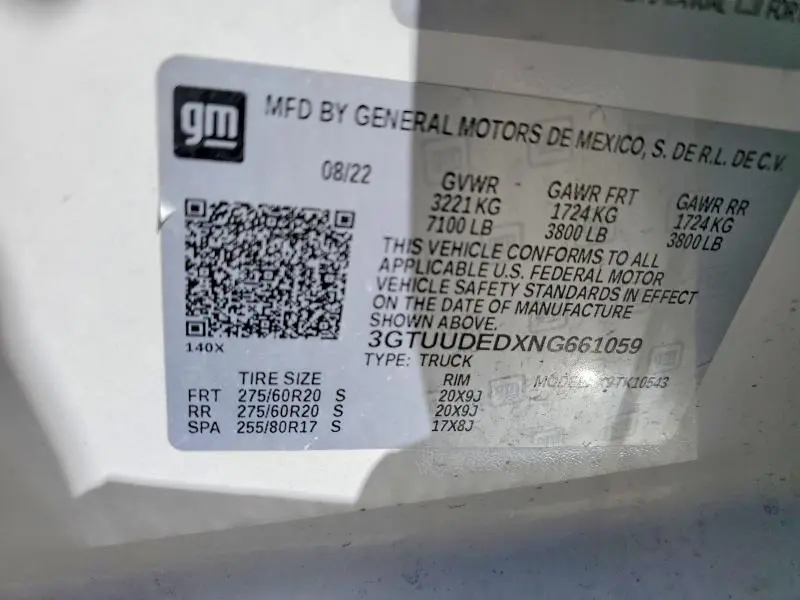 FOR
gm
MFD BY GENERAL MOTORS DE MEXICO, S. DE R.L. DE C.V.
08/22
GVWR GAWR FRT GAWR RR
3221 KG 1724 KG 1724 KG
7100 LB 3800 LB 3800 LB
THIS VEHICLE CONFORMS TO ALL
APPLICABLE U.S. FEDERAL MOTOR
VEHICLE SAFETY STANDARDS IN EFFECT
ON THE DATE OF MANUFACTURE
SHOWN ABOVE.
3GTUUDEDXNG661059
140X
TYPE: TRUCK
TIRE SIZE RIM MODEL:
FRT 275/60R20 S 20X9J
RR 275/60R20 S 20X9J
SPA 255/80R17 S 17X8J